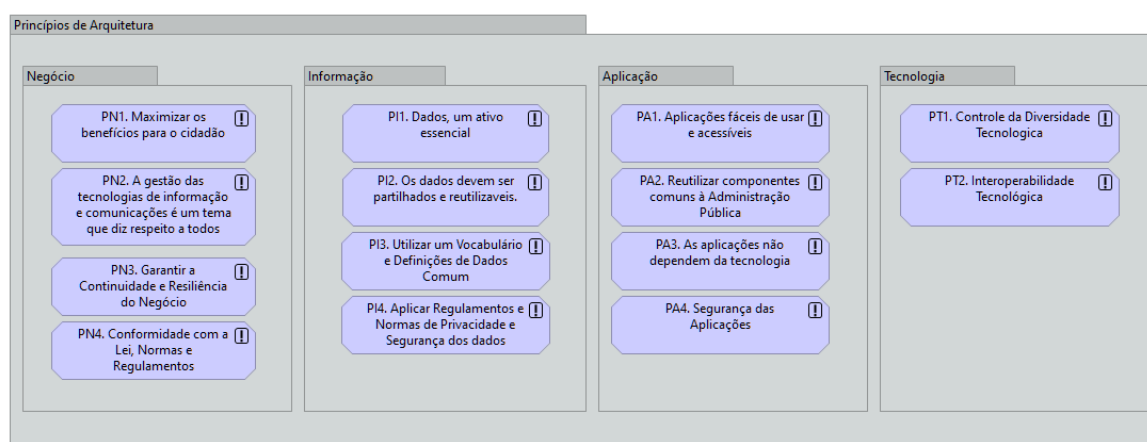 Princípios de Arquitetura
Negócio
PN1. Maximizar os
benefícios para o cidadão
PN2. A gestão das
tecnologias de informação
e comunicações é um tema
que diz respeito a todos
PN3. Garantir a
Continuidade e Resiliência
do Negócio
PN4. Conformidade com a
Lei, Normas e
Regulamentos
Informação
PI1. Dados, um ativo
essencial
PI2. Os dados devem ser
partilhados e reutilizaveis.
PI3. Utilizar um Vocabulário
e Definições de Dados
Comum
PI4. Aplicar Regulamentos e
Normas de Privacidade e
Segurança dos dados
Aplicação
PA1. Aplicações fáceis de usar
e acessíveis
PA2. Reutilizar componentes
comuns à Administração
Pública
PA3. As aplicações não
dependem da tecnologia
PA4. Segurança das
Aplicações
Tecnologia
PT1. Controle da Diversidade
Tecnologica
PT2. Interoperabilidade
Tecnológica